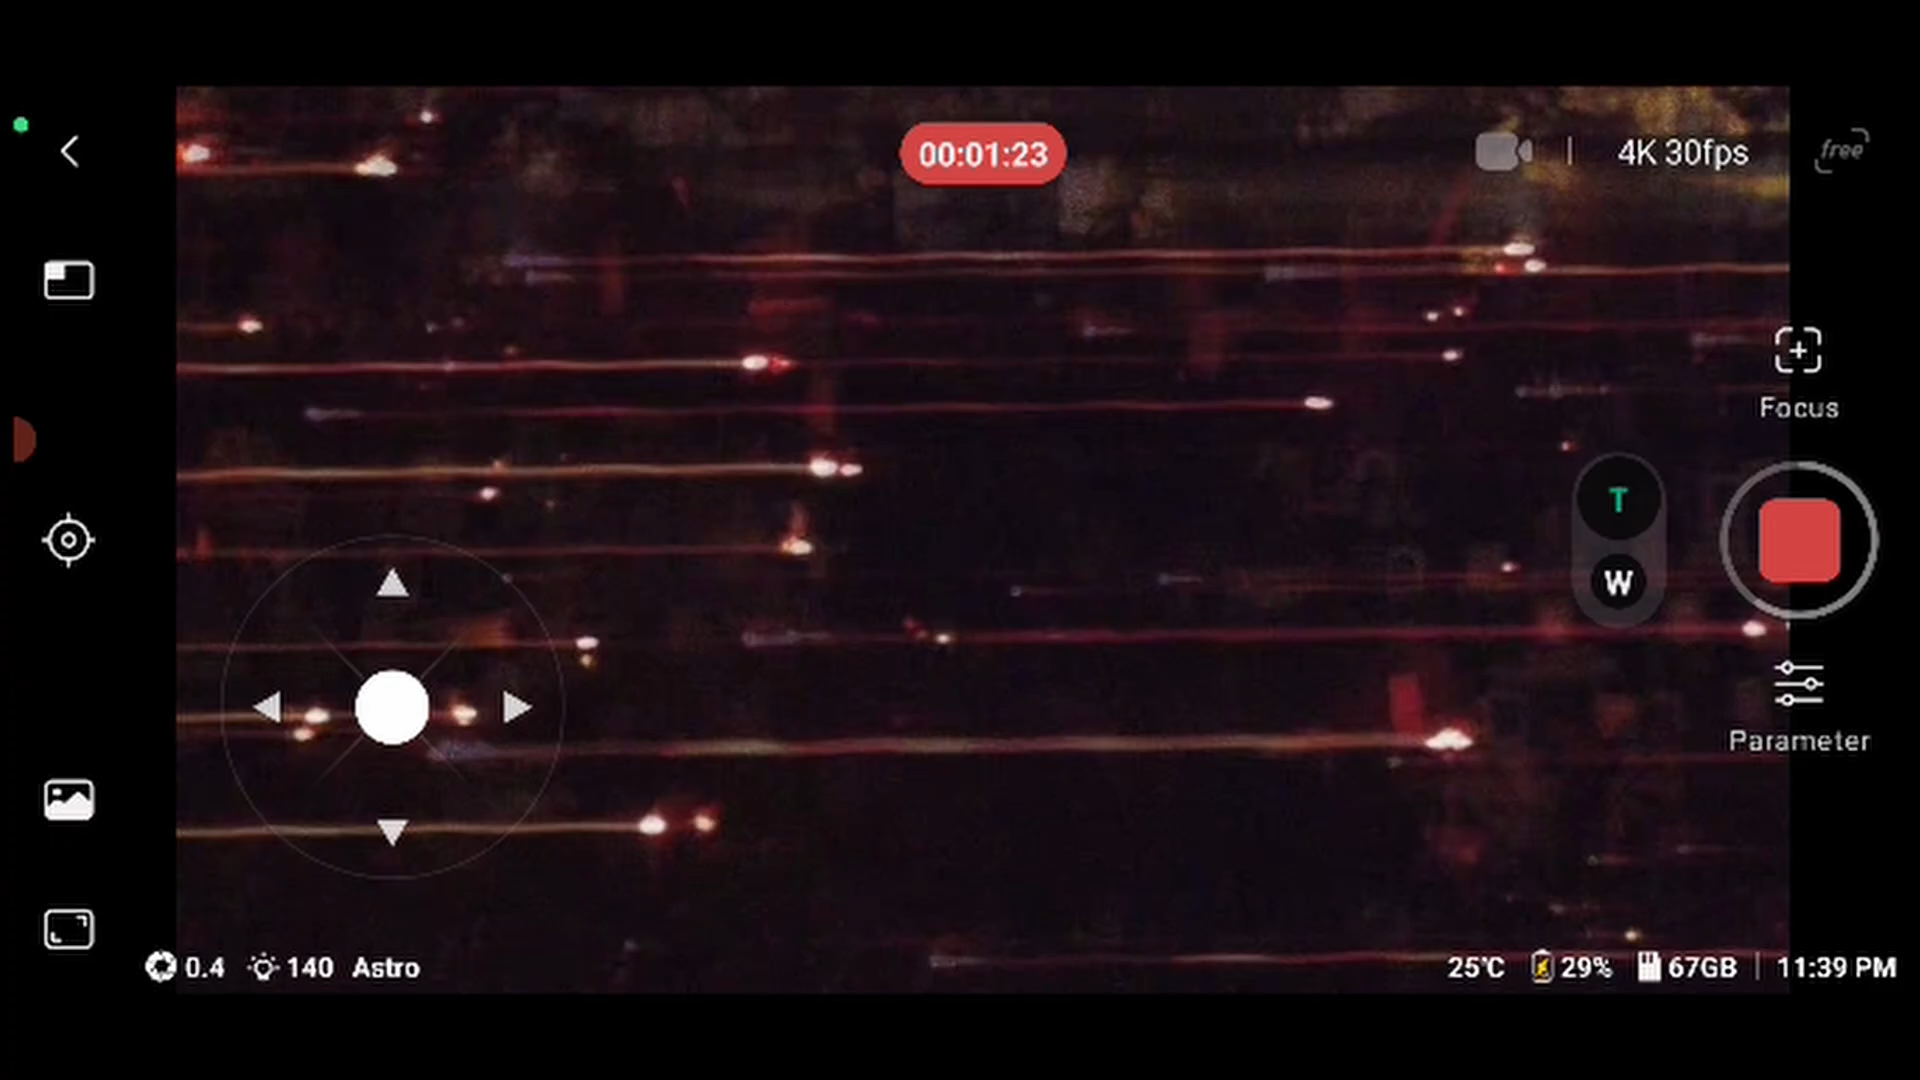 00:01:23
4K 30fps
free
Focus
T
W
Parameter
0.4 140 Astro
25°C 29% 67GB | 11:39 PM